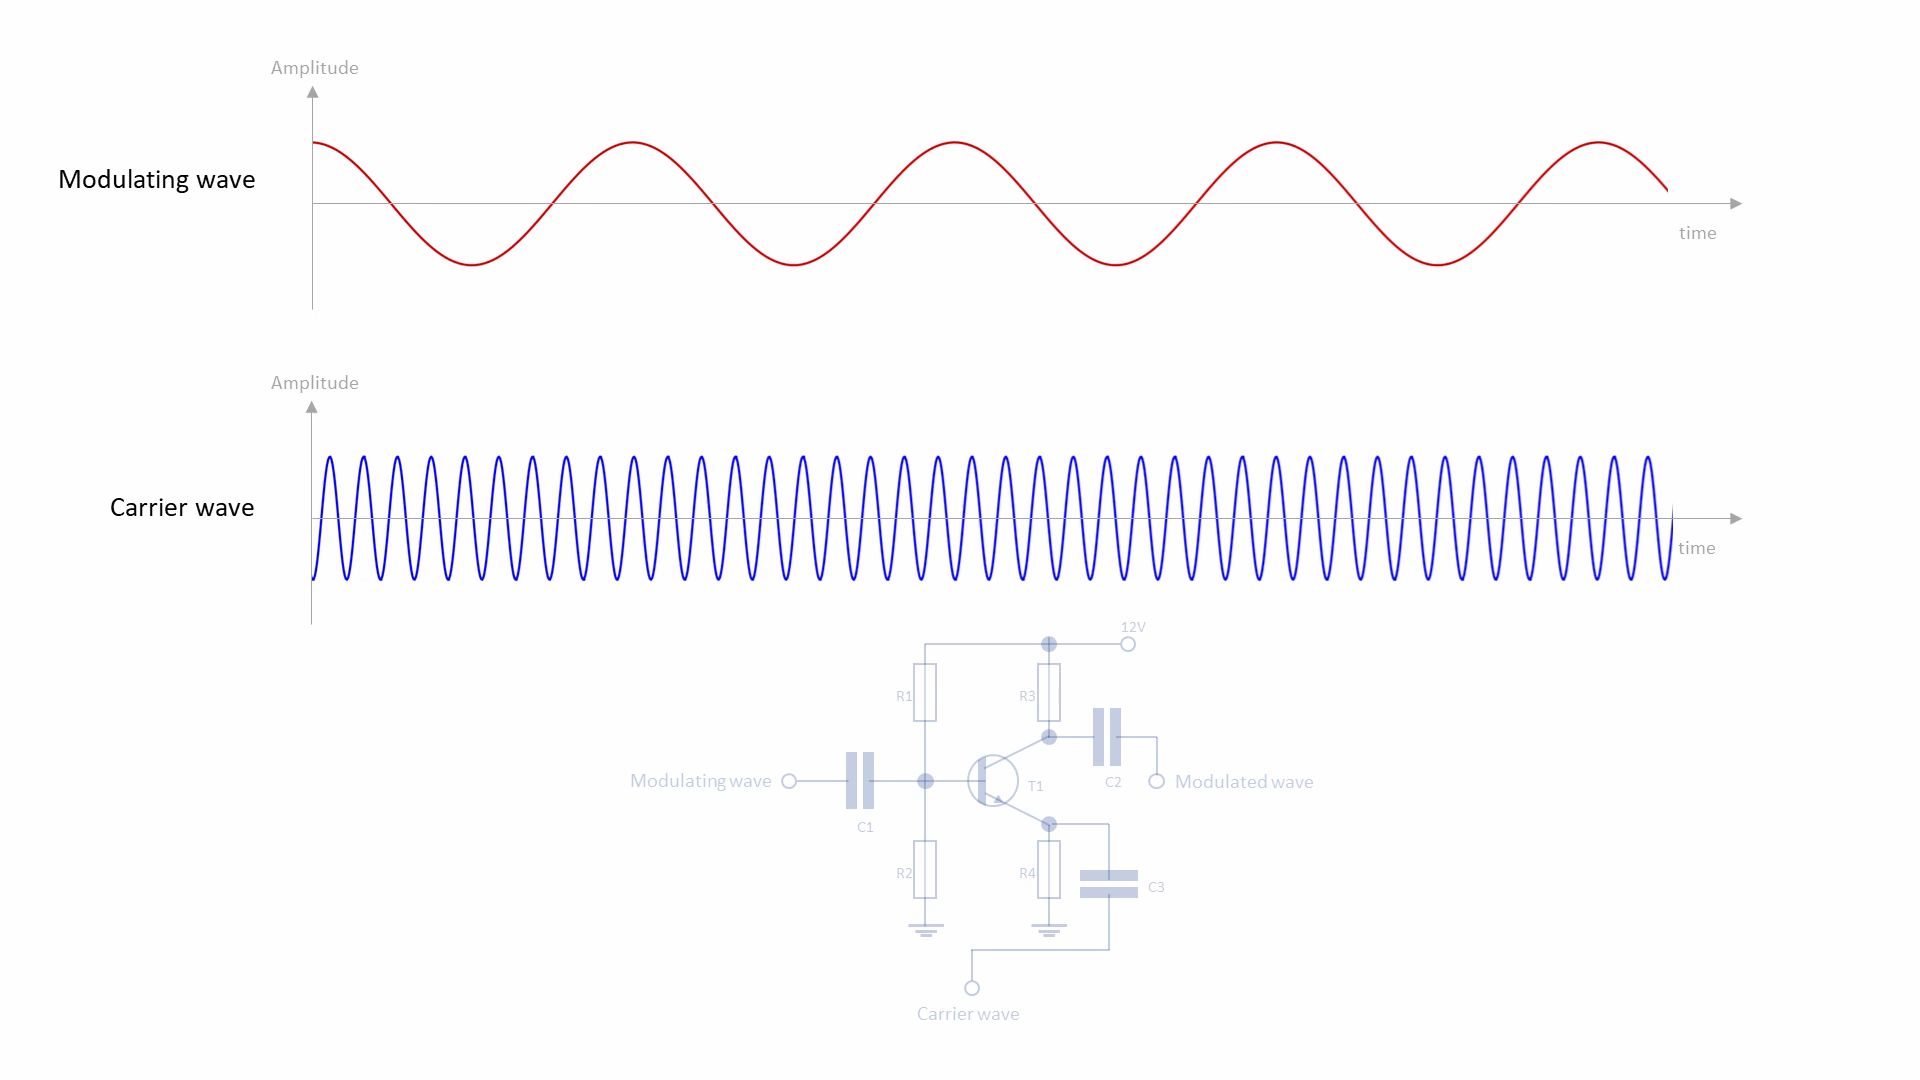 Amplitude
Modulating wave
time
Amplitude
Carrier wave
time
12V
R1
R3
Modulating wave
T1
C2
Modulated wave
C1
R2
R4
C3
Carrier wave